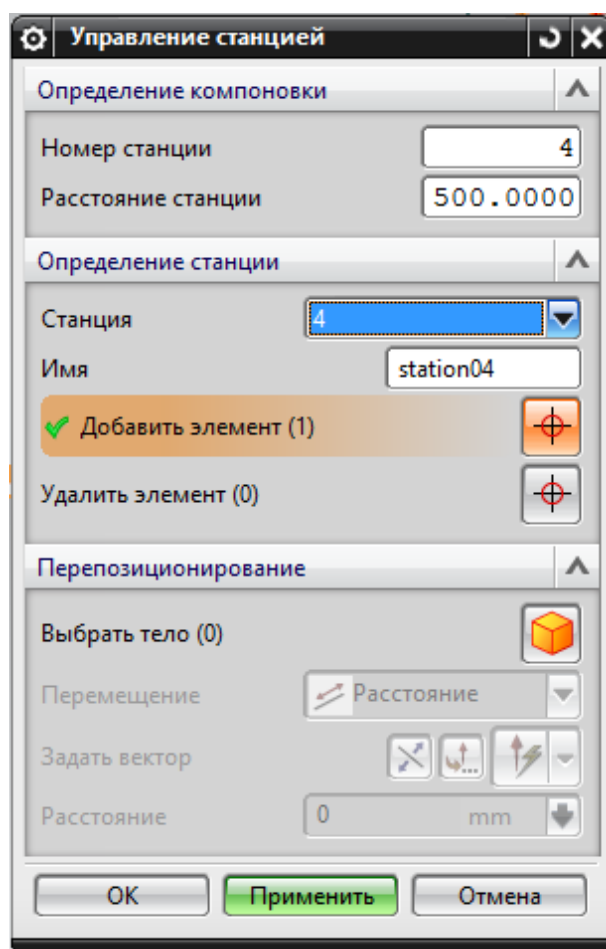 Управление станцией
Определение компоновки
Номер станции 4
Расстояние станции 500.0000
Определение станции
Станция 4
Имя station04
Добавить элемент (1)
Удалить элемент (0)
Перепозиционирование
Выбрать тело (0)
Перемещение Расстояние
Задать вектор
Расстояние 0 mm
OK Применить Отмена